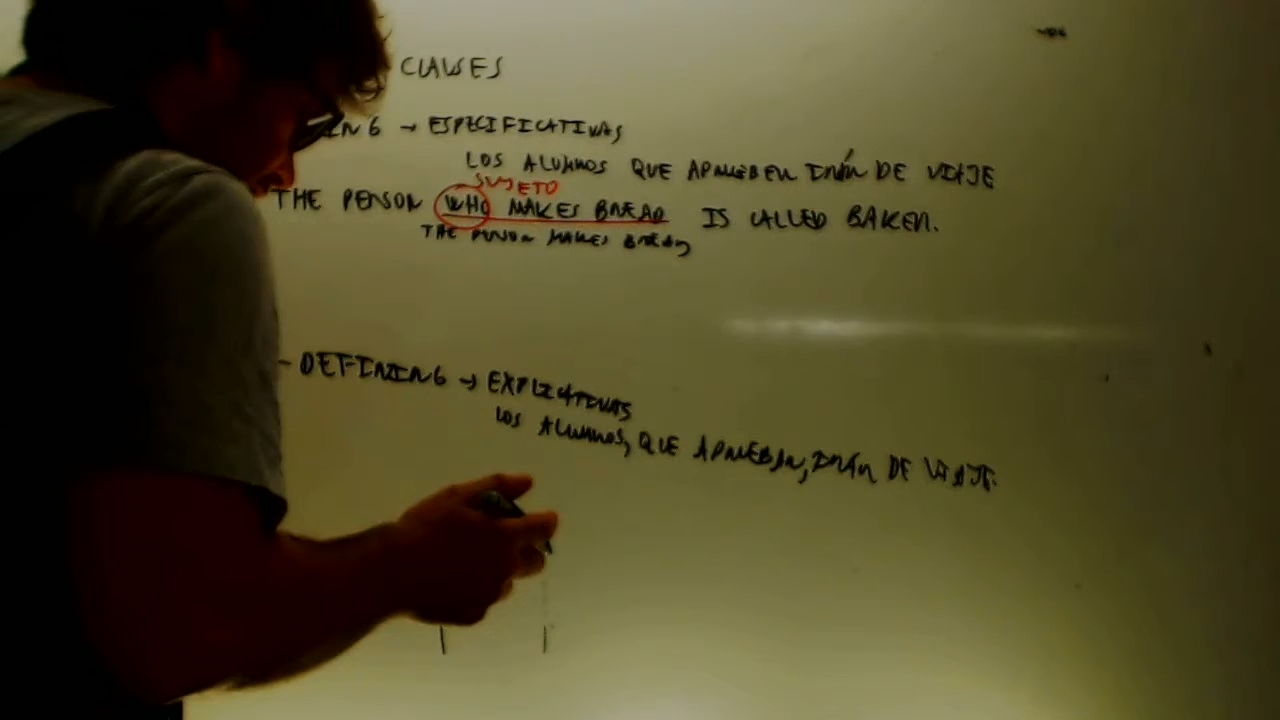 CLAUSES
ING → ESPECIFICATIVAS
LOS ALUMNOS QUE APRUEBEN IRÁN DE VIAJE
SUJETO
THE PERSON WHO MAKES BREAD IS CALLED BAKER.
THE PERSON MAKES BREAD
- DEFINING → EXPLICATIVAS
LOS ALUMNOS, QUE APRUEBAN, IRÁN DE VIAJE.